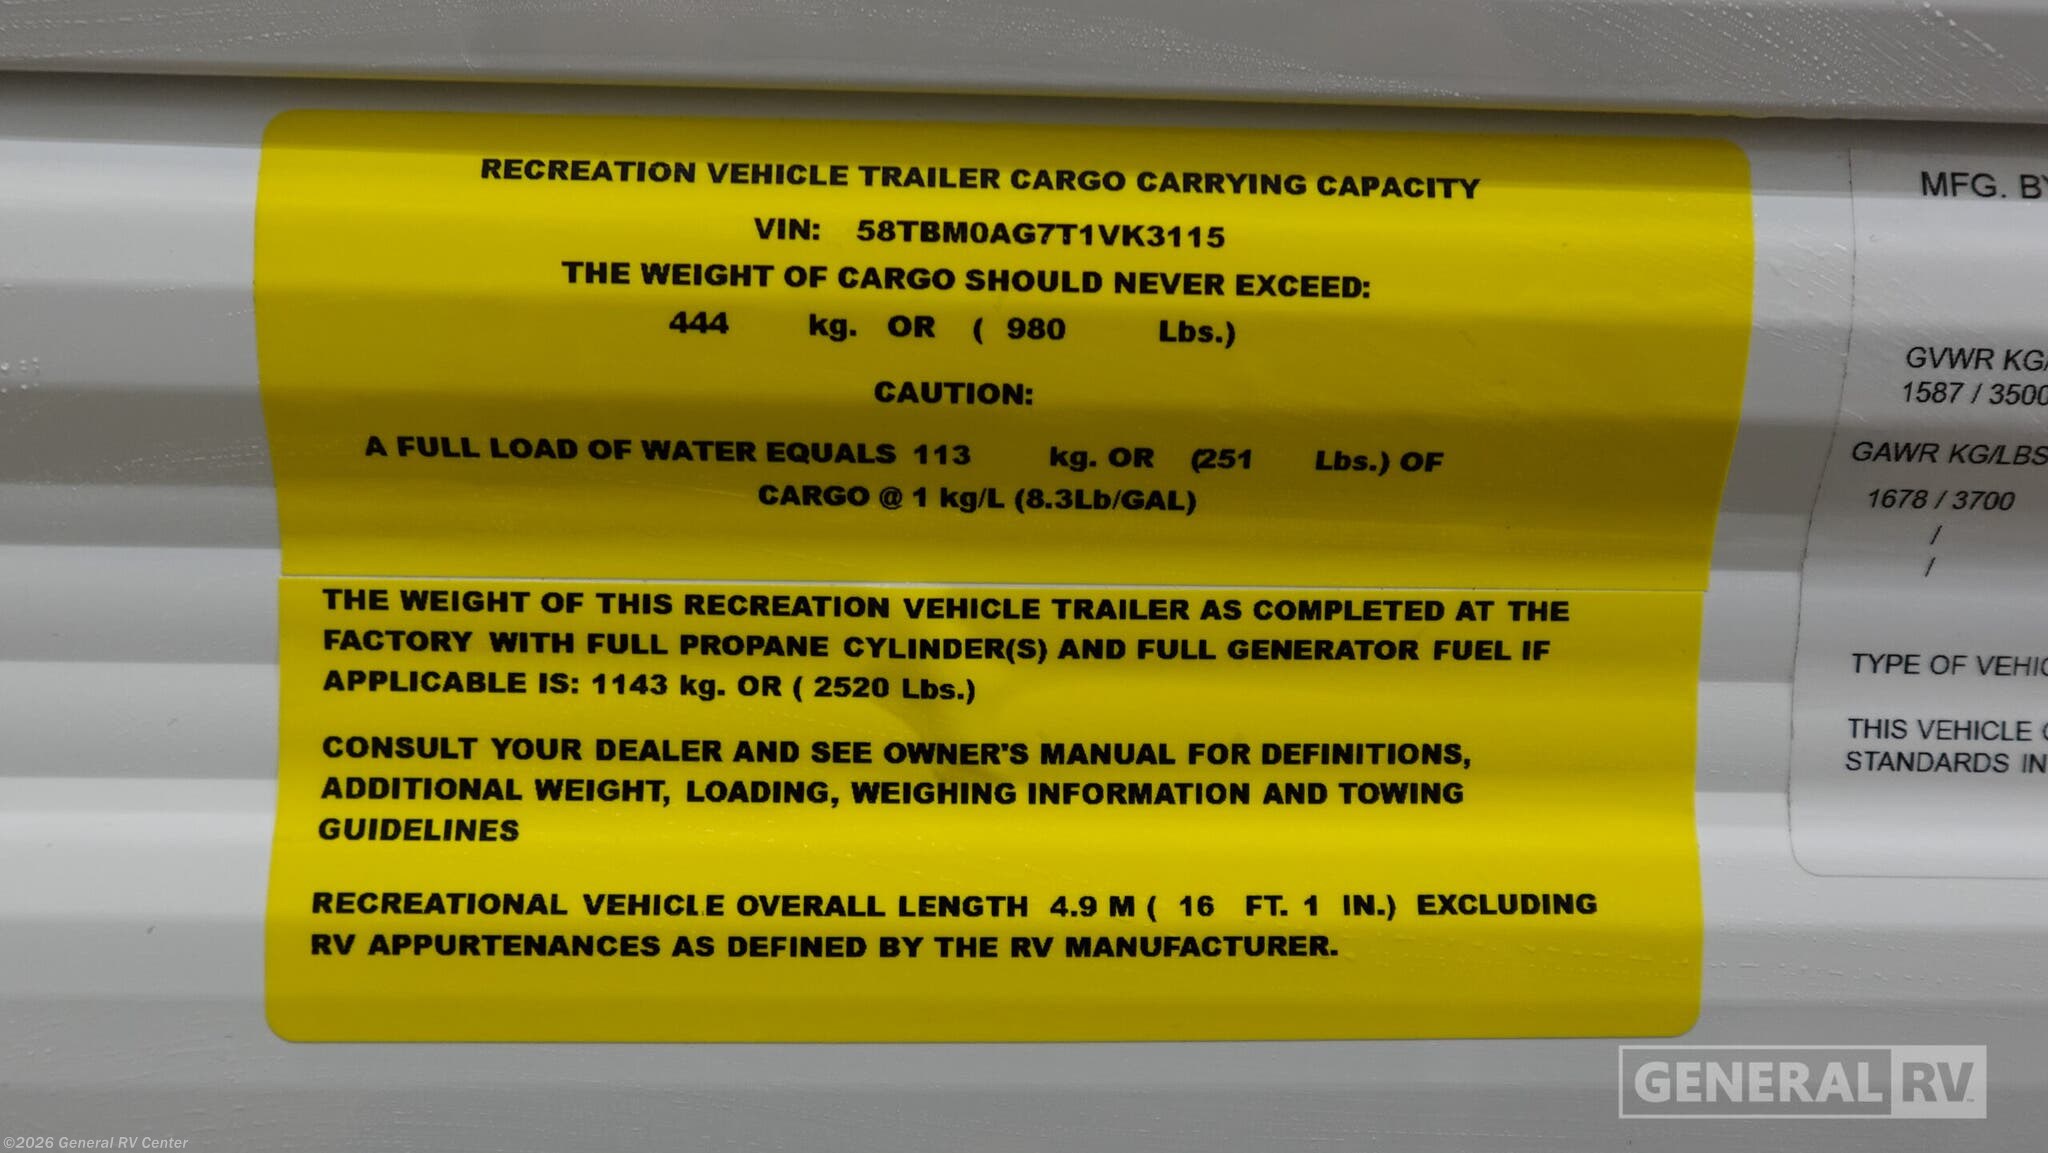 RECREATION VEHICLE TRAILER CARGO CARRYING CAPACITY
VIN: 58TBM0AG7T1VK3115
THE WEIGHT OF CARGO SHOULD NEVER EXCEED:
444 kg. OR ( 980 Lbs.)
CAUTION:
A FULL LOAD OF WATER EQUALS 113 kg. OR (251 Lbs.) OF
CARGO @ 1 kg/L (8.3Lb/GAL)
THE WEIGHT OF THIS RECREATION VEHICLE TRAILER AS COMPLETED AT THE
FACTORY WITH FULL PROPANE CYLINDER(S) AND FULL GENERATOR FUEL IF
APPLICABLE IS: 1143 kg. OR ( 2520 Lbs.)
CONSULT YOUR DEALER AND SEE OWNER'S MANUAL FOR DEFINITIONS,
ADDITIONAL WEIGHT, LOADING, WEIGHING INFORMATION AND TOWING
GUIDELINES
RECREATIONAL VEHICLE OVERALL LENGTH 4.9 M ( 16 FT. 1 IN.) EXCLUDING
RV APPURTENANCES AS DEFINED BY THE RV MANUFACTURER.
MFG. BY
GVWR KG/
1587 / 3500
GAWR KG/LBS
1678 / 3700
/
/
TYPE OF VEHIC
THIS VEHICLE
STANDARDS IN
GENERAL RV
©2026 General RV Center